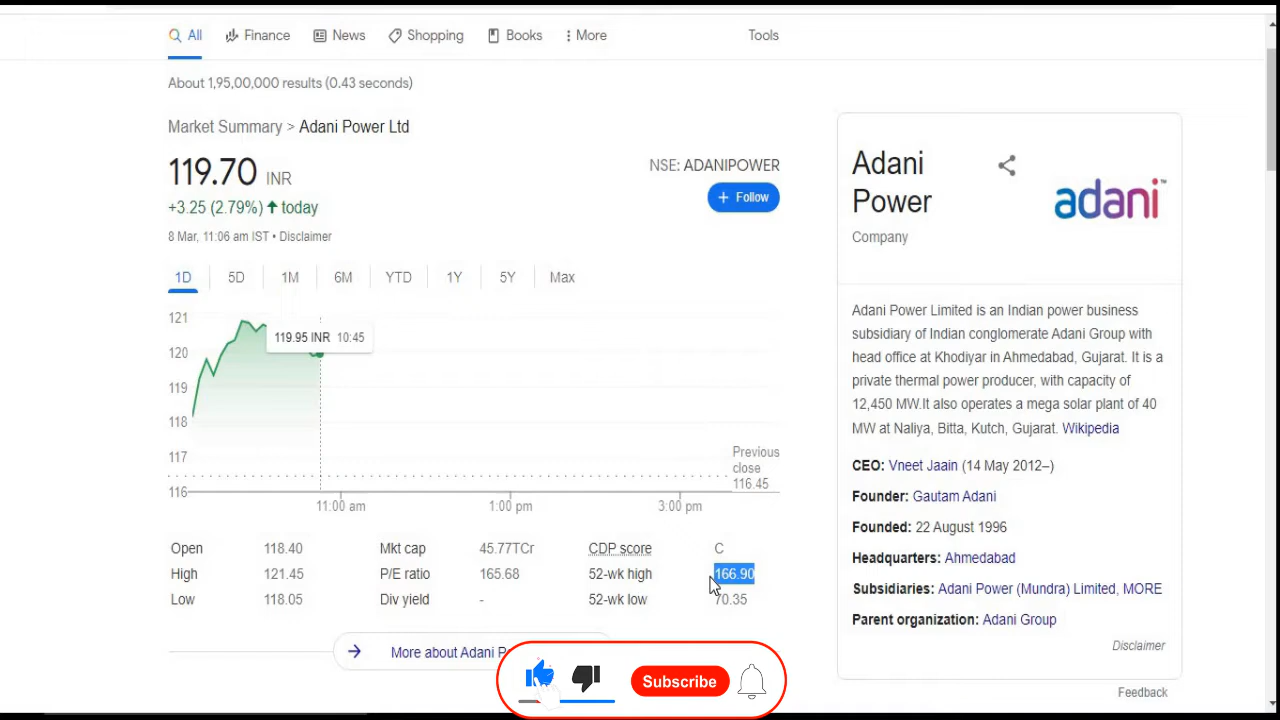 All Finance News Shopping Books More Tools
About 1,95,00,000 results (0.43 seconds)
Market Summary > Adani Power Ltd
119.70 INR
NSE: ADANIPOWER
+ Follow
+3.25 (2.79%) ↑ today
8 Mar, 11:06 am IST • Disclaimer
1D 5D 1M 6M YTD 1Y 5Y Max
121
120
119
118
117
116
119.95 INR 10:45
Previous
close
116.45
11:00 am 1:00 pm 3:00 pm
Open 118.40 Mkt cap 45.77TCr CDP score C
High 121.45 P/E ratio 165.68 52-wk high 166.90
Low 118.05 Div yield - 52-wk low 70.35
More about Adani
Subscribe
Adani
Power
Company
adani™
Adani Power Limited is an Indian power business
subsidiary of Indian conglomerate Adani Group with
head office at Khodiyar in Ahmedabad, Gujarat. It is a
private thermal power producer, with capacity of
12,450 MW.It also operates a mega solar plant of 40
MW at Naliya, Bitta, Kutch, Gujarat. Wikipedia
CEO: Vneet Jaain (14 May 2012–)
Founder: Gautam Adani
Founded: 22 August 1996
Headquarters: Ahmedabad
Subsidiaries: Adani Power (Mundra) Limited, MORE
Parent organization: Adani Group
Disclaimer
Feedback